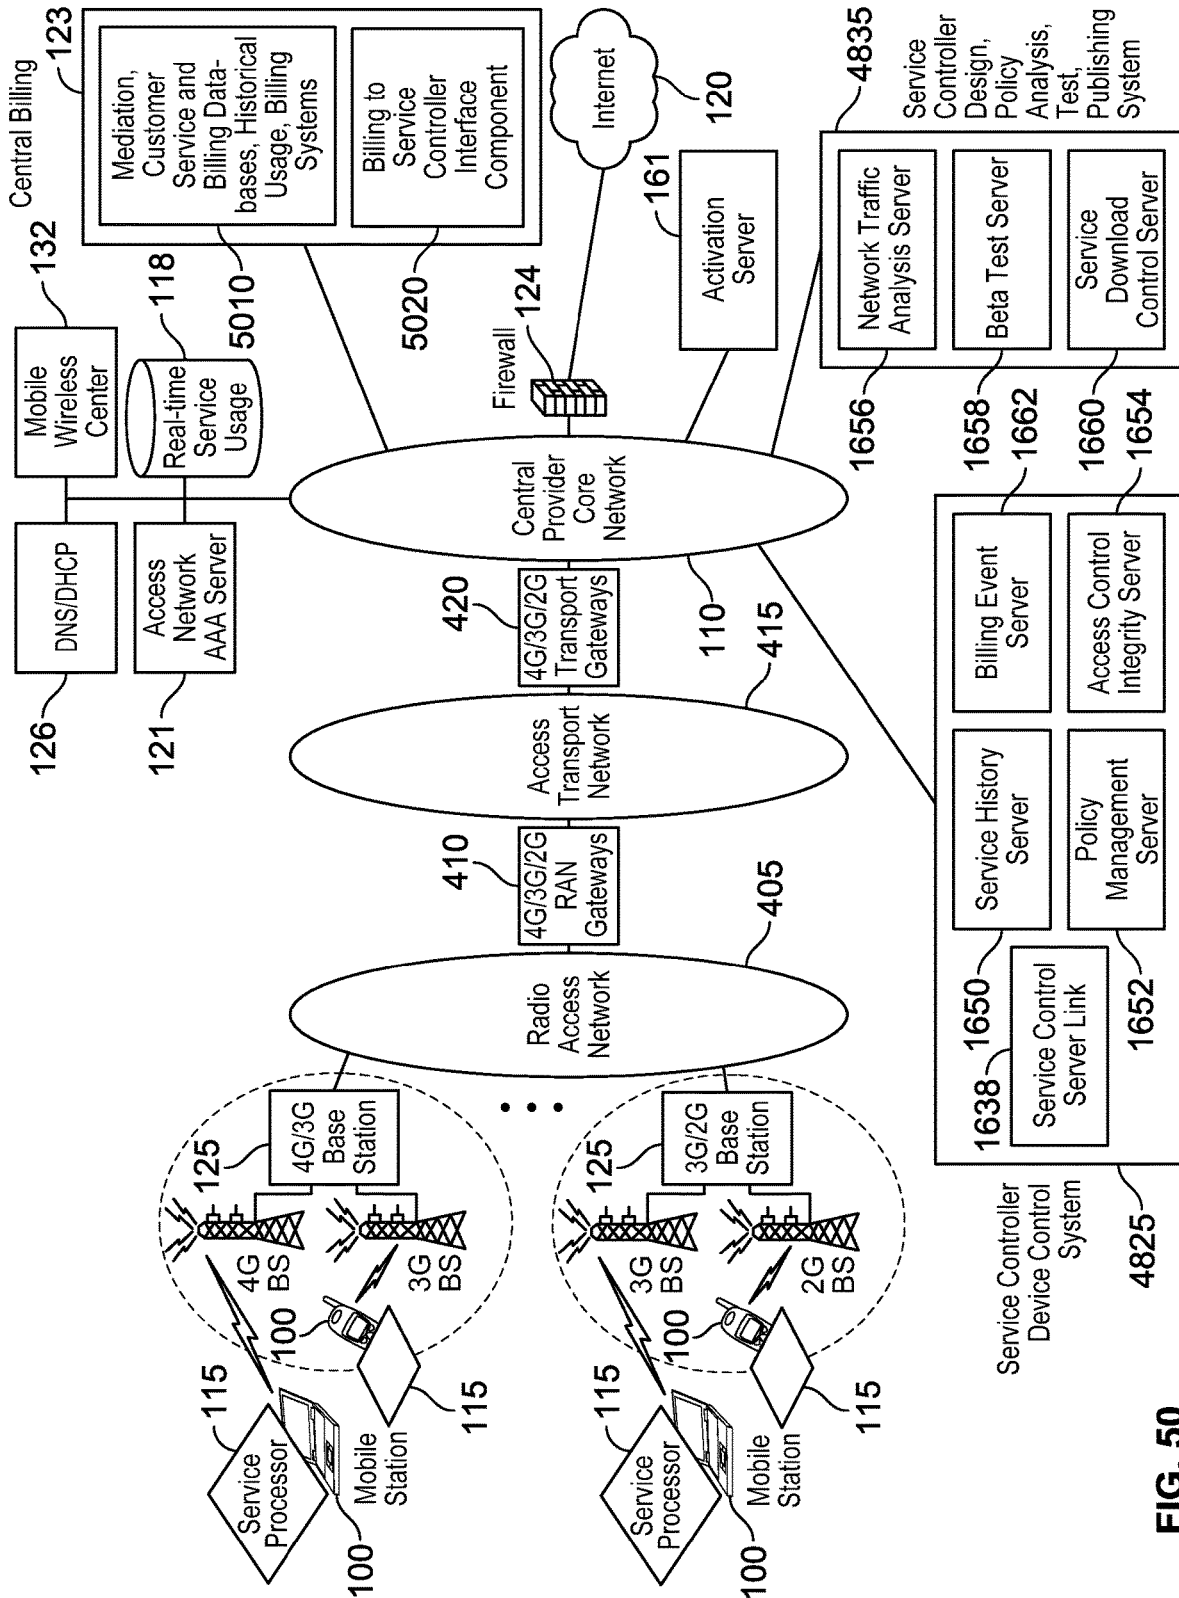 Central Billing
123
Mediation,
Customer
Service and
Billing Data-
bases, Historical
Usage, Billing
Systems
5010
Billing to
Service
Controller
Interface
Component
5020
Mobile
Wireless
Center
132
Real-time
Service
Usage
118
DNS/DHCP
126
Access
Network
AAA Server
121
Internet
120
Firewall
124
Activation
Server
161
Central
Provider
Core
Network
110
4G/3G/2G
Transport
Gateways
420
Access
Transport
Network
415
4G/3G/2G
RAN
Gateways
410
Radio
Access
Network
405
4G/3G
Base
Station
125
4G
BS
3G
BS
100
115
Service
Processor
115
Mobile
Station
100
3G/2G
Base
Station
125
3G
BS
2G
BS
100
115
Service
Processor
115
Mobile
Station
100
4835
Service
Controller
Design,
Policy
Analysis,
Test,
Publishing
System
Network Traffic
Analysis Server
1656
Beta Test Server
1658
Service
Download
Control Server
1660
Billing Event
Server
1662
Access Control
Integrity Server
1654
Service History
Server
1650
Policy
Management
Server
1652
Service Control
Server Link
1638
Service Controller
Device Control
System
4825
FIG. 50